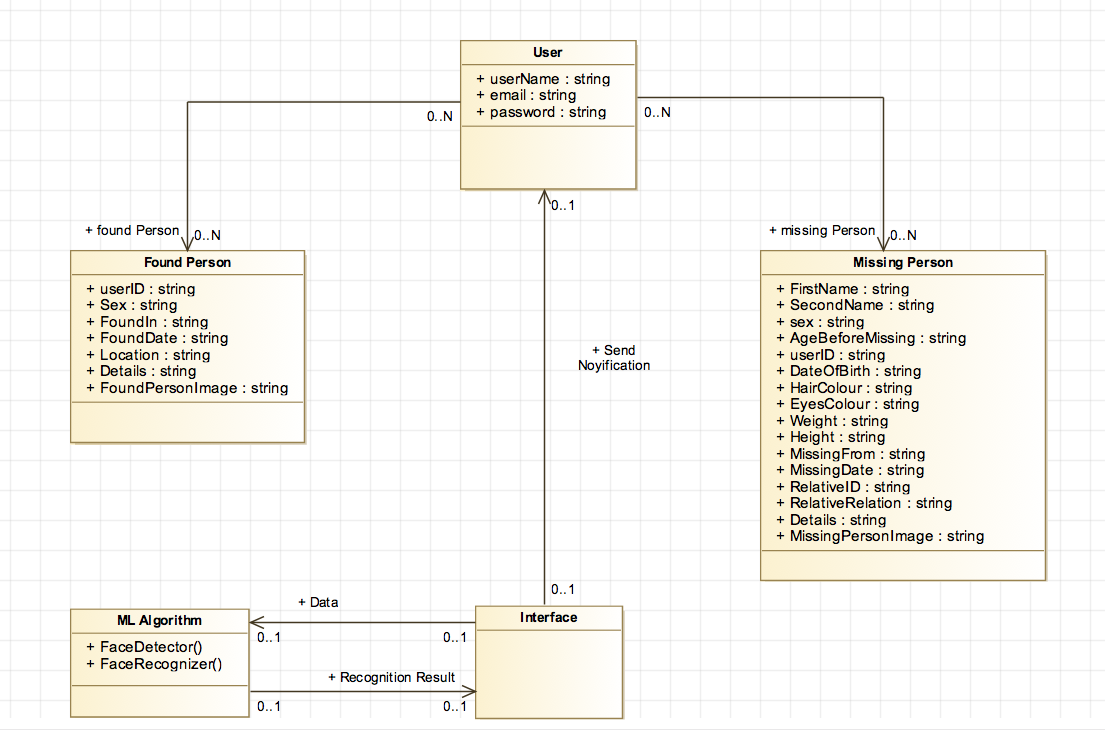 User
+ userName : string
+ email : string
+ password : string
0..N
0..N
0..1
+ found Person
0..N
+ missing Person
0..N
Found Person
+ userID : string
+ Sex : string
+ FoundIn : string
+ FoundDate : string
+ Location : string
+ Details : string
+ FoundPersonImage : string
Missing Person
+ FirstName : string
+ SecondName : string
+ sex : string
+ AgeBeforeMissing : string
+ userID : string
+ DateOfBirth : string
+ HairColour : string
+ EyesColour : string
+ Weight : string
+ Height : string
+ MissingFrom : string
+ MissingDate : string
+ RelativeID : string
+ RelativeRelation : string
+ Details : string
+ MissingPersonImage : string
+ Send
Noyification
0..1
ML Algorithm
+ FaceDetector()
+ FaceRecognizer()
+ Data
0..1
0..1
+ Recognition Result
0..1
0..1
Interface